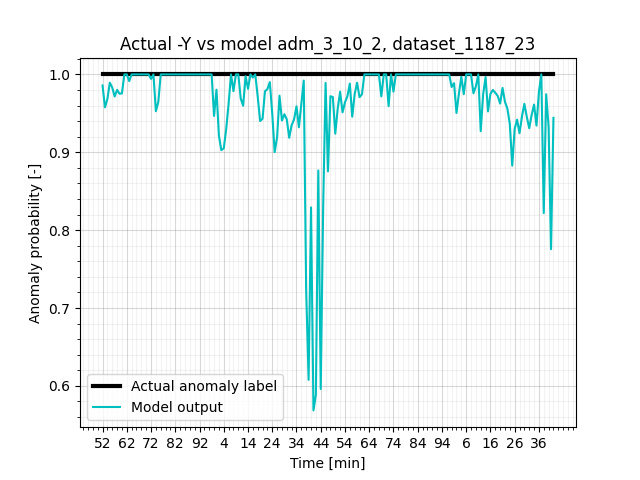 Actual -Y vs model adm_3_10_2, dataset_1187_23
1.0
0.9
0.8
0.7
0.6
Anomaly probability [-]
Actual anomaly label
Model output
52 62 72 82 92 4 14 24 34 44 54 64 74 84 94 6 16 26 36
Time [min]